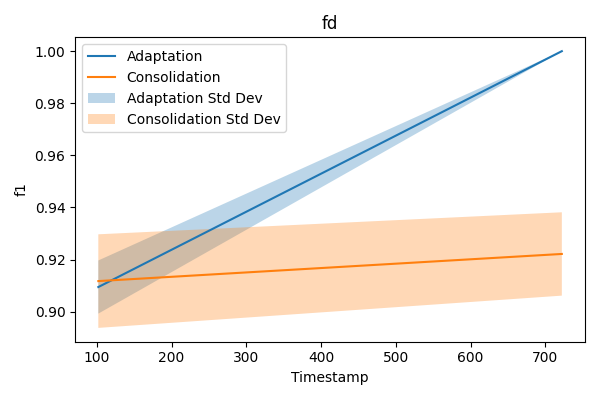 fd
Adaptation
Consolidation
Adaptation Std Dev
Consolidation Std Dev
1.00
0.98
0.96
0.94
0.92
0.90
f1
100 200 300 400 500 600 700
Timestamp